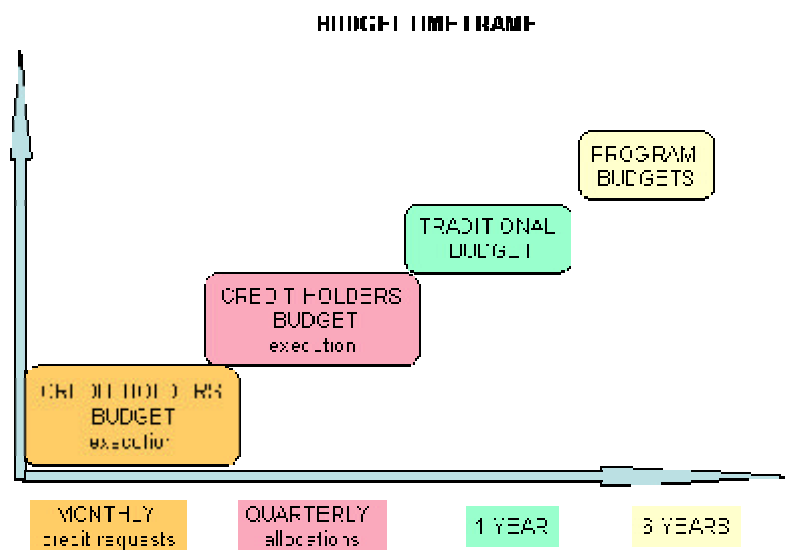 BUDGET TIME FRAME
PROGRAM
BUDGETS
TRADITIONAL
BUDGET
CREDIT HOLDERS
BUDGET
execution
CREDIT HOLDERS
BUDGET
execution
MONTHLY
credit requests
QUARTERLY
allocations
1 YEAR
YEARS